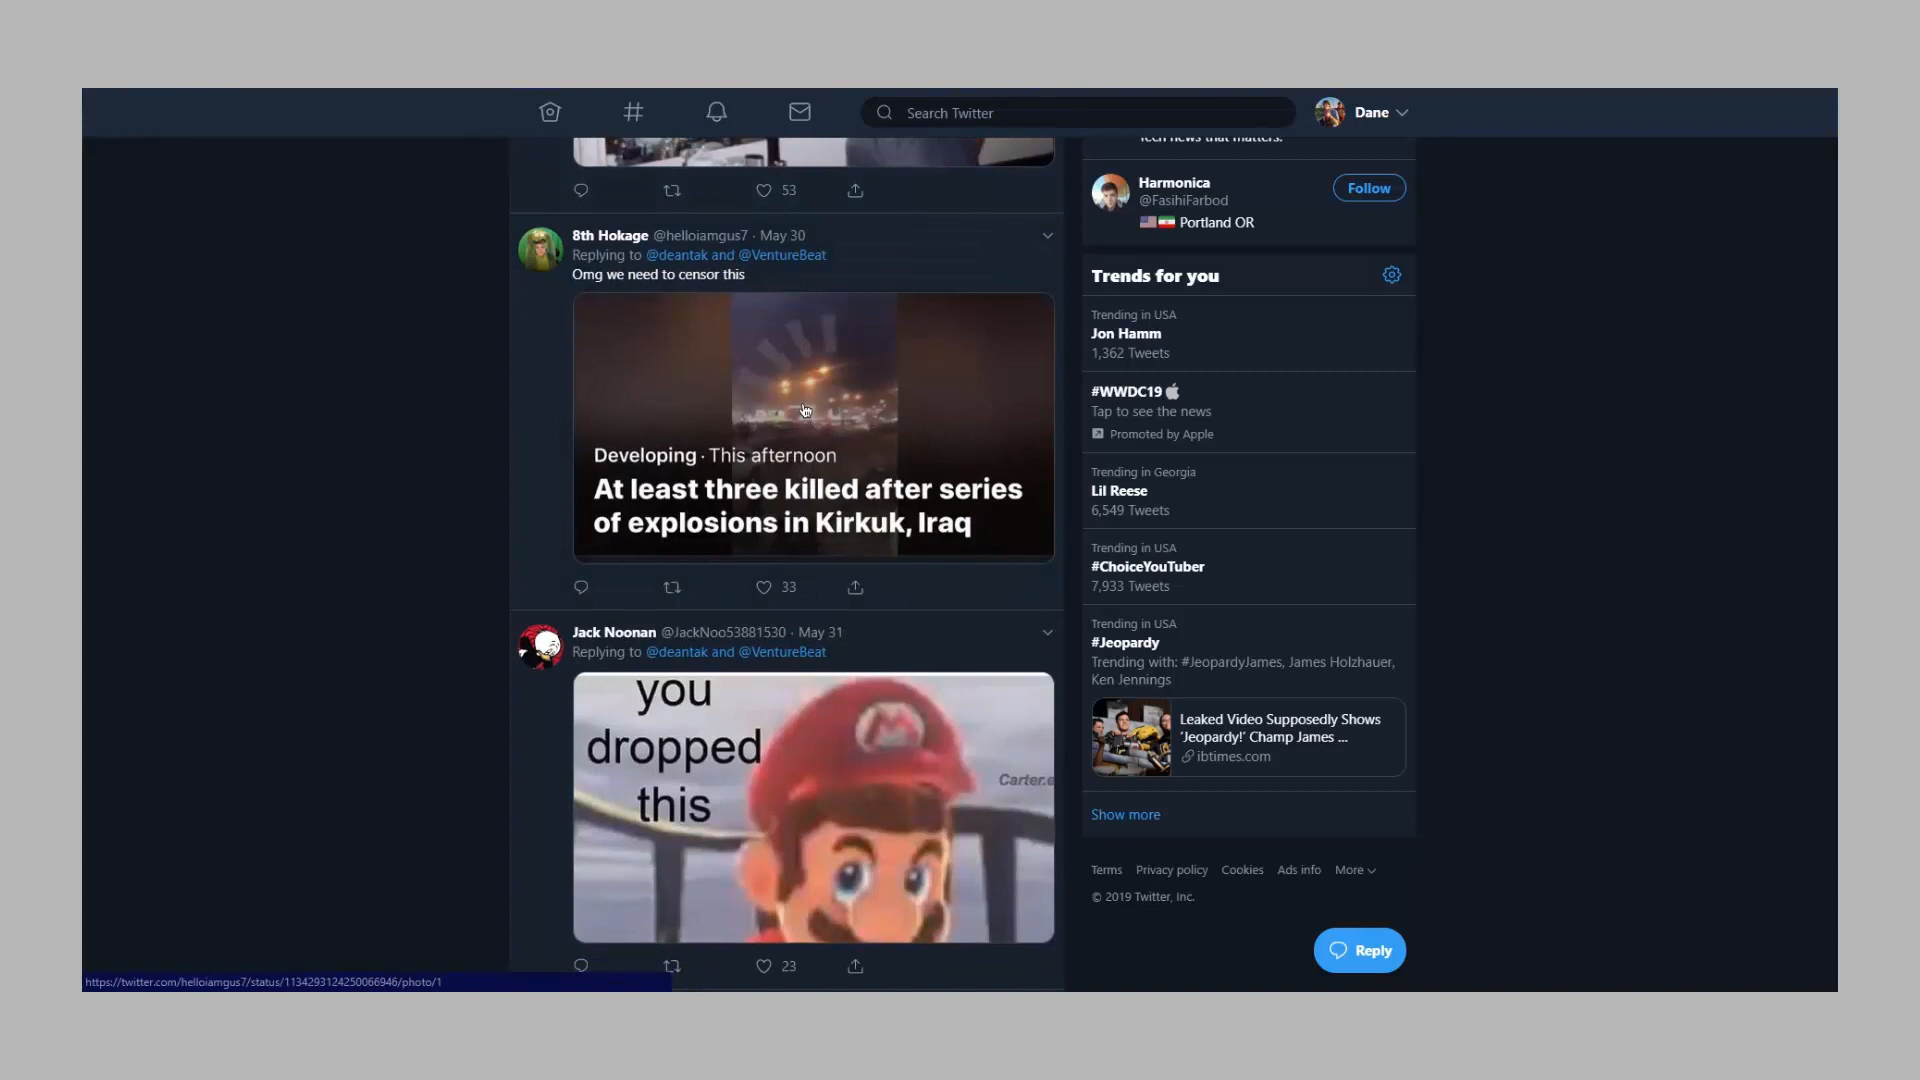 Search Twitter
Dane
53
8th Hokage @helloiamgus7 · May 30
Replying to @deantak and @VentureBeat
Omg we need to censor this
Developing · This afternoon
At least three killed after series
of explosions in Kirkuk, Iraq
33
Jack Noonan @JackNoo53881530 · May 31
Replying to @deantak and @VentureBeat
you
dropped
this
M
23
https://twitter.com/helloiamgus7/status/1134293124250066946/photo/1
Tech news that matters.
Harmonica
@FasihiFarbod
Portland OR
Follow
Trends for you
Trending in USA
Jon Hamm
1,362 Tweets
#WWDC19
Tap to see the news
Promoted by Apple
Trending in Georgia
Lil Reese
6,549 Tweets
Trending in USA
#ChoiceYouTuber
7,933 Tweets
Trending in USA
#Jeopardy
Trending with: #JeopardyJames, James Holzhauer,
Ken Jennings
Leaked Video Supposedly Shows
'Jeopardy!' Champ James ...
ibtimes.com
Show more
Terms Privacy policy Cookies Ads info More
© 2019 Twitter, Inc.
Reply